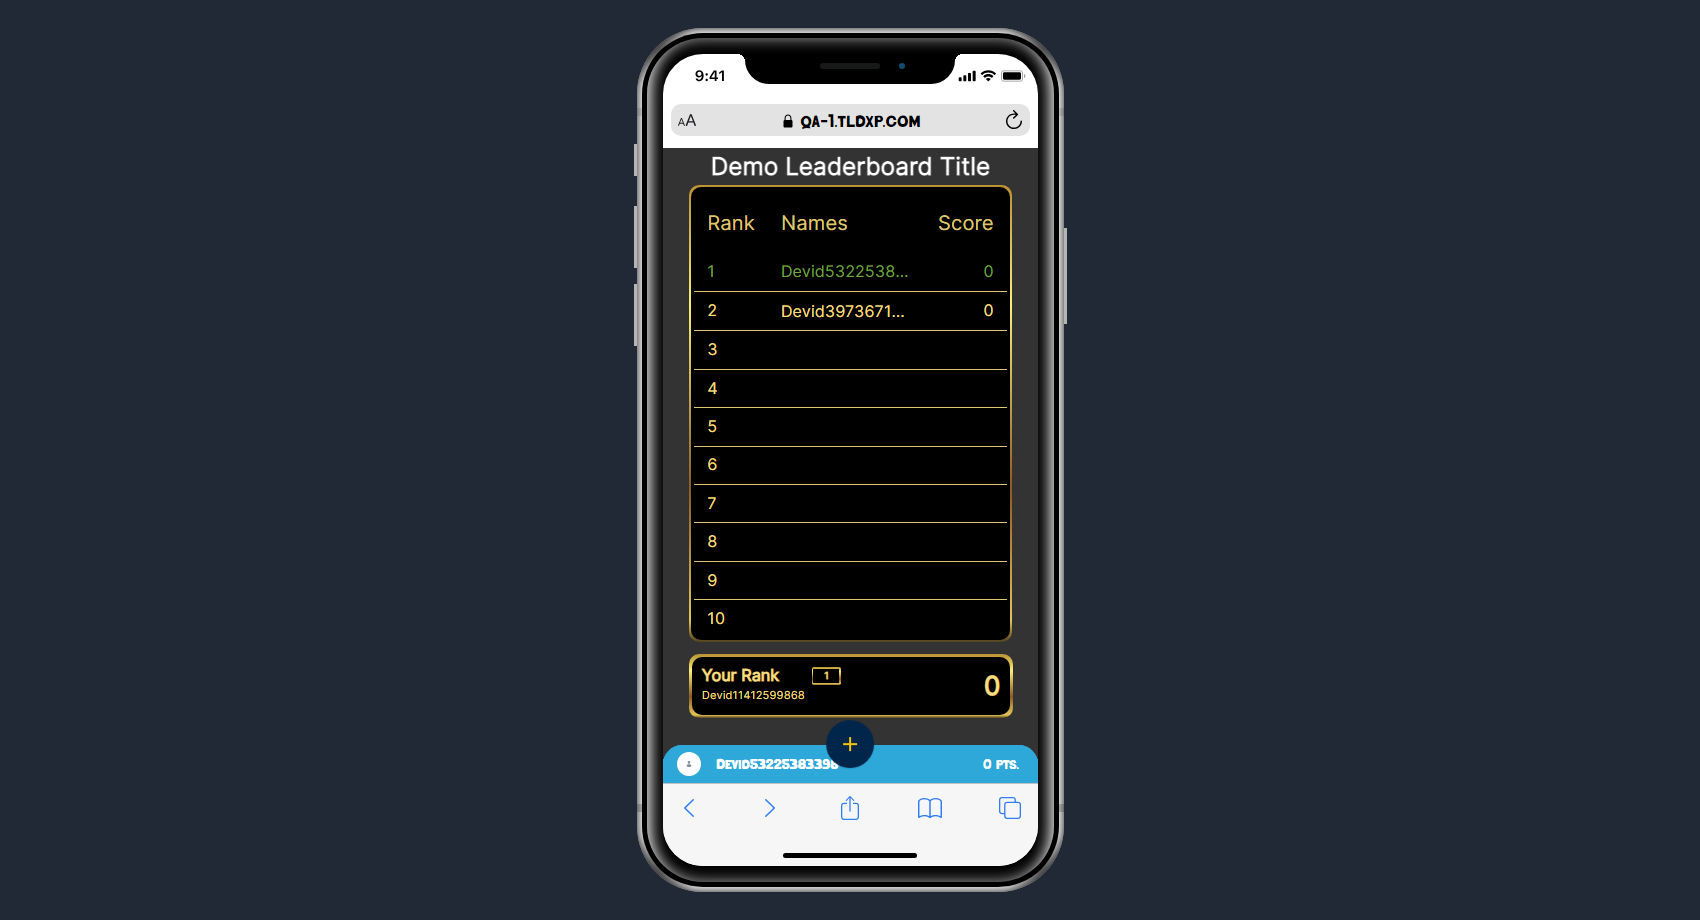 9:41
AA QA-1.TLDXP.COM
Demo Leaderboard Title
Rank Names Score
1 Devid5322538... 0
2 Devid3973671... 0
3
4
5
6
7
8
9
10
Your Rank 1 0
Devid11412599868
+
Devid53225383398 0 PTS.